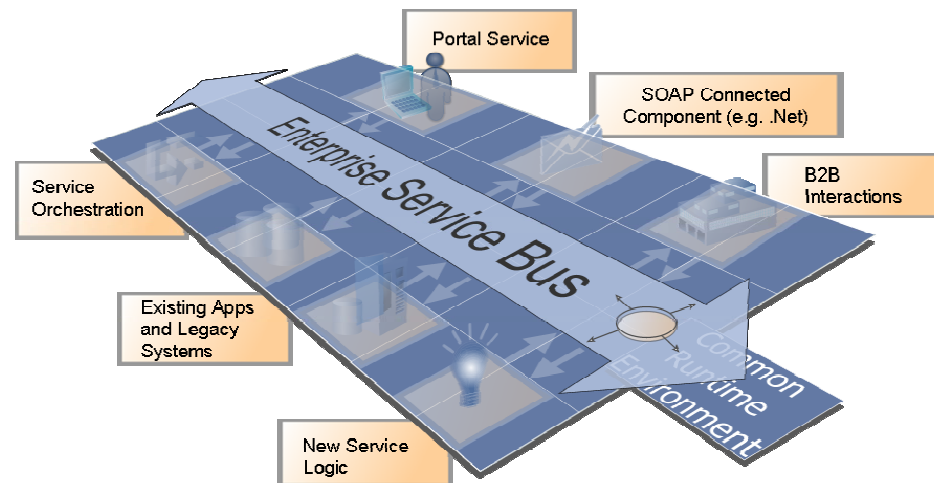 Portal Service
SOAP Connected
Component (e.g. .Net)
B2B
Interactions
Service
Orchestration
Enterprise Service Bus
Existing Apps
and Legacy
Systems
Common
Runtime
Environment
New Service
Logic